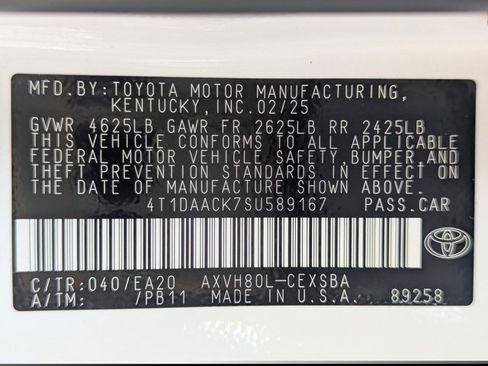 MFD.BY:TOYOTA MOTOR MANUFACTURING,
KENTUCKY,INC.02/25
GVWR 4625LB GAWR FR 2625LB RR 2425LB
THIS VEHICLE CONFORMS TO ALL APPLICABLE
FEDERAL MOTOR VEHICLE SAFETY,BUMPER,AND
THEFT PREVENTION STANDARDS IN EFFECT ON
THE DATE OF MANUFACTURE SHOWN ABOVE.
4T1DAACK7SU589167 PASS.CAR
C/TR:040/EA20 AXVH80L-CEXSBA
A/TM: /PB11 MADE IN U.S.A. 89258